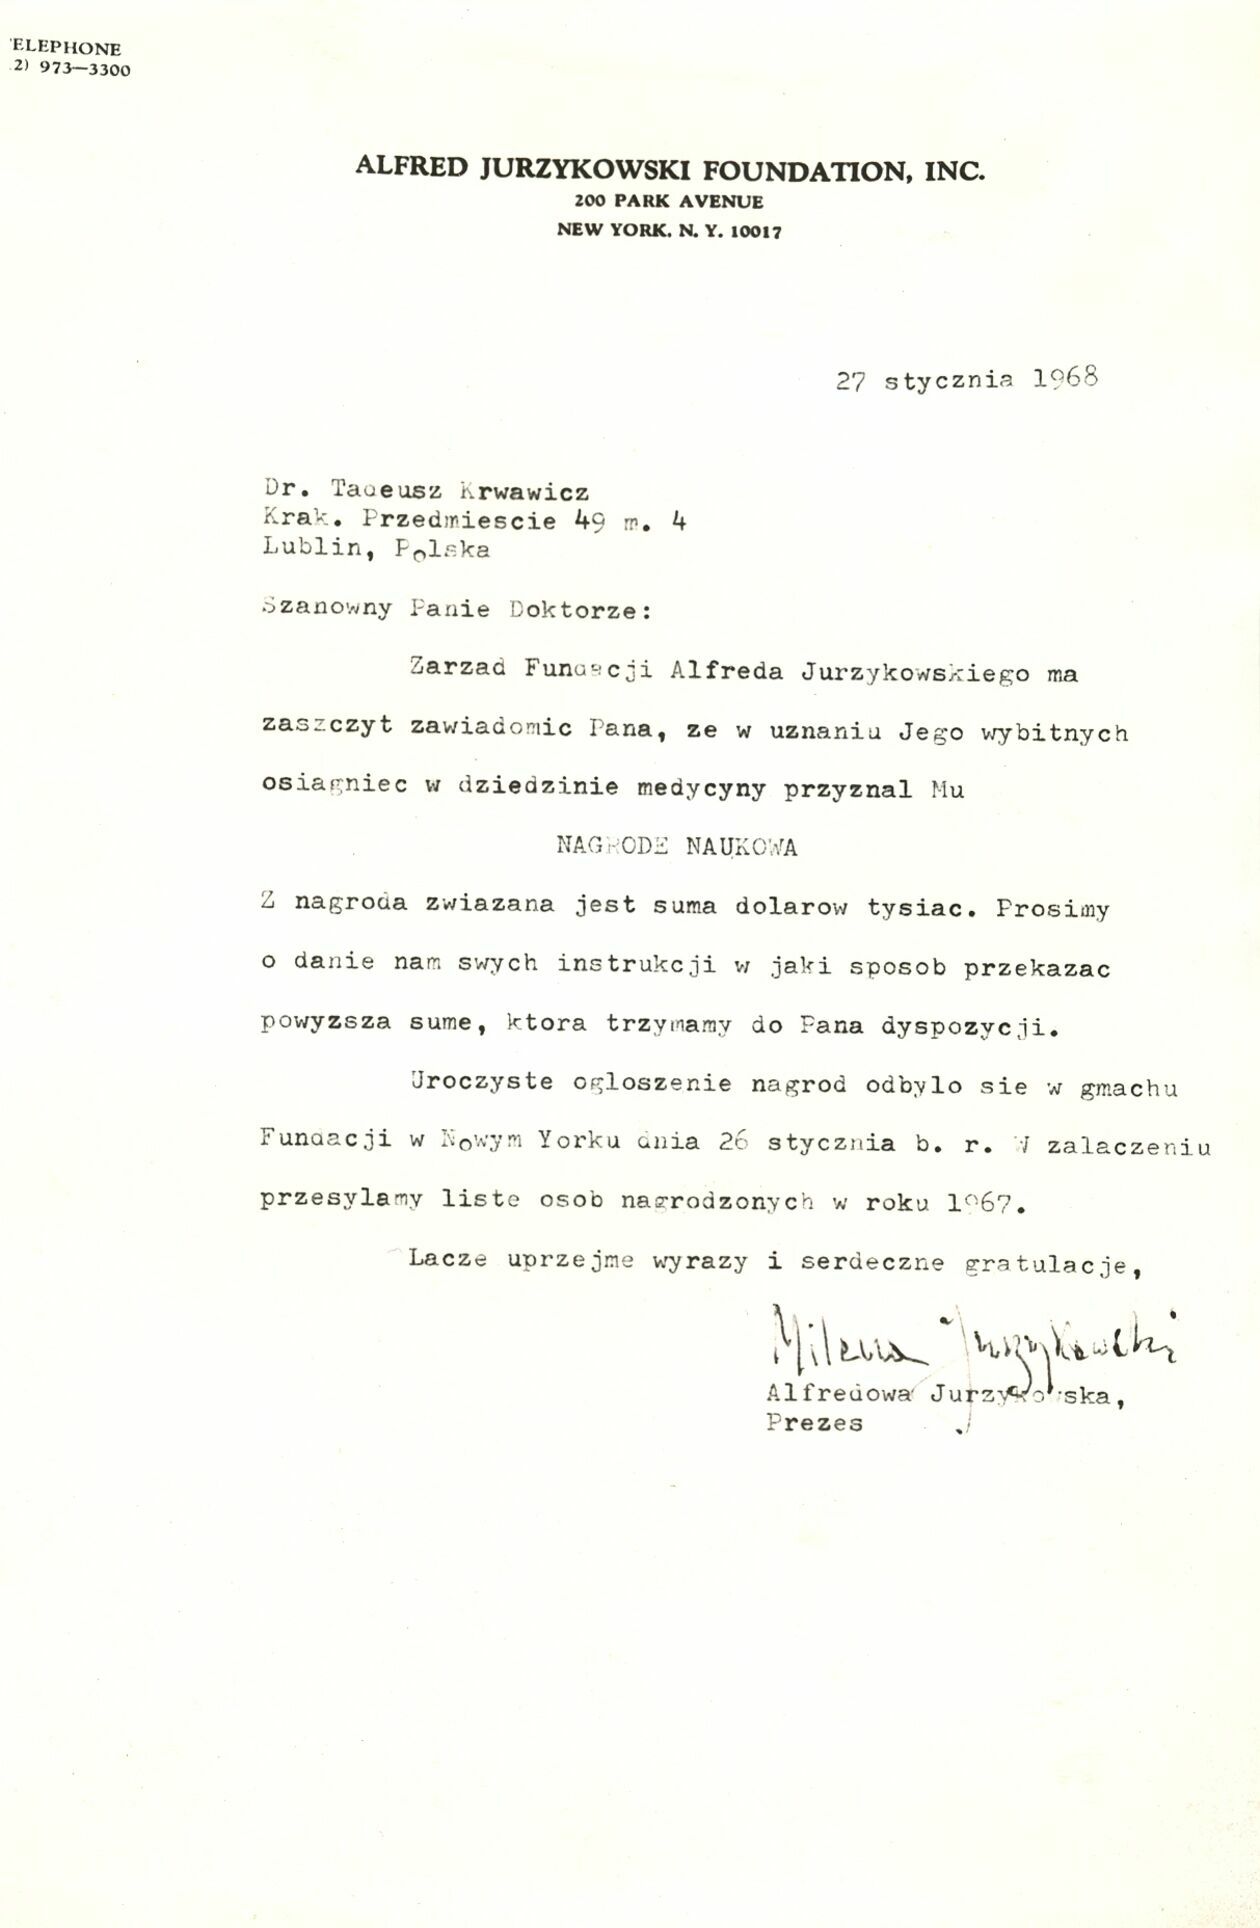 ELEPHONE
2) 973—3300
ALFRED JURZYKOWSKI FOUNDATION, INC.
200 PARK AVENUE
NEW YORK, N. Y. 10017
27 stycznia 1968
Dr. Tadeusz Krwawicz
Krak. Przedmiescie 49 m. 4
Lublin, Polska
Szanowny Panie Doktorze:
Zarzad Fundacji Alfreda Jurzykowskiego ma
zaszczyt zawiadomic Pana, ze w uznaniu Jego wybitnych
osiagniec w dziedzinie medycyny przyznal Mu
NAGRODE NAUKOWA
Z nagroda zwiazana jest suma dolarow tysiac. Prosimy
o danie nam swych instrukcji w jaki sposob przekazac
powyzsza sume, ktora trzymamy do Pana dyspozycji.
Uroczyste ogloszenie nagrod odbylo sie w gmachu
Fundacji w Nowym Yorku dnia 26 stycznia b. r. W zalaczeniu
przesylamy liste osob nagrodzonych w roku 1967.
Lacze uprzejme wyrazy i serdeczne gratulacje,
Milena Jurzykowski
Alfredowa Jurzykowska,
Prezes